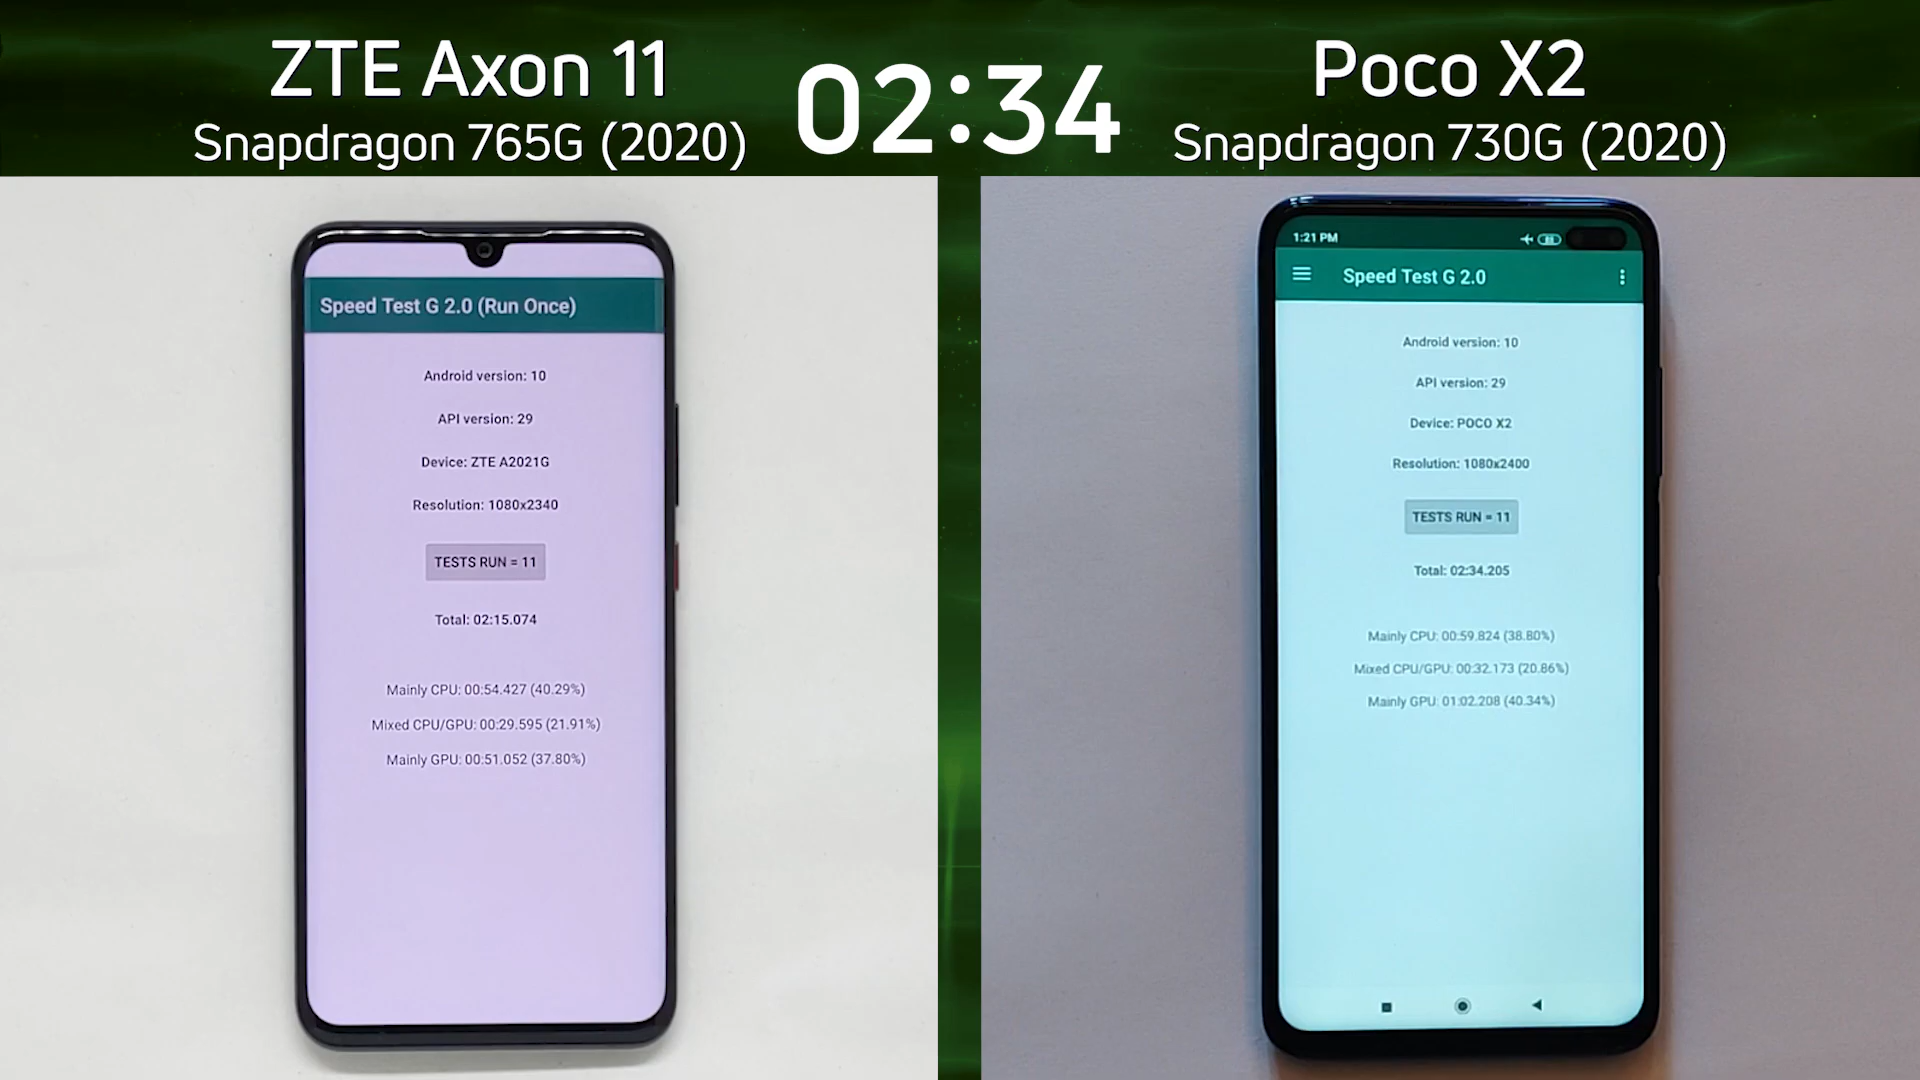 ZTE Axon 11
Snapdragon 765G (2020)
02:34
Poco X2
Snapdragon 730G (2020)
Speed Test G 2.0 (Run Once)
Android version: 10
API version: 29
Device: ZTE A2021G
Resolution: 1080x2340
TESTS RUN = 11
Total: 02:15.074
Mainly CPU: 00:54.427 (40.29%)
Mixed CPU/GPU: 00:29.595 (21.91%)
Mainly GPU: 00:51.052 (37.80%)
1:21 PM
Speed Test G 2.0
Android version: 10
API version: 29
Device: POCO X2
Resolution: 1080x2400
TESTS RUN = 11
Total: 02:34.205
Mainly CPU: 00:59.824 (38.80%)
Mixed CPU/GPU: 00:32.173 (20.86%)
Mainly GPU: 01:02.208 (40.34%)